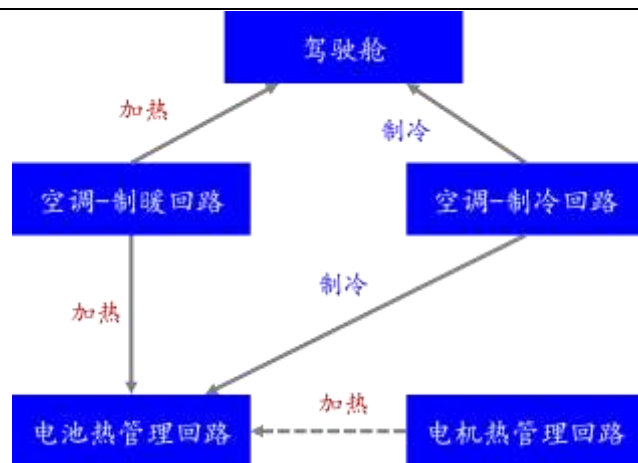 驾驶舱
加热
制冷
空调-制暖回路
空调-制冷回路
加热
制冷
电池热管理回路
加热
电机热管理回路